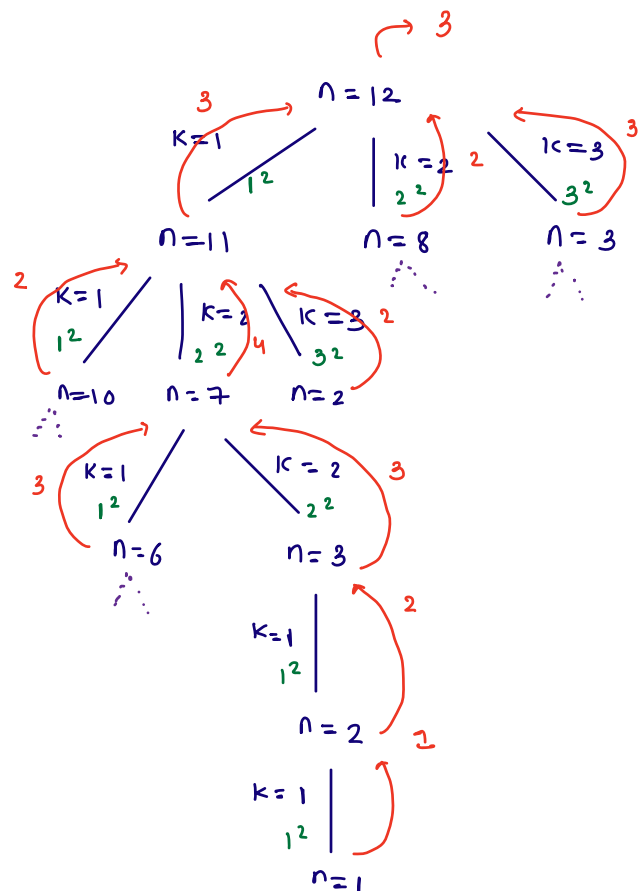 3
n = 12
3
3
K=1
K=2
2
K=3
1²
2²
3²
n=11
n=8
n=3
2
K=1
K=2
K=3
2
1²
2²
4
3²
n=10
n=7
n=2
3
K=1
K=2
3
1²
2²
n=6
n=3
2
K=1
1²
n=2
1
K=1
1²
n=1